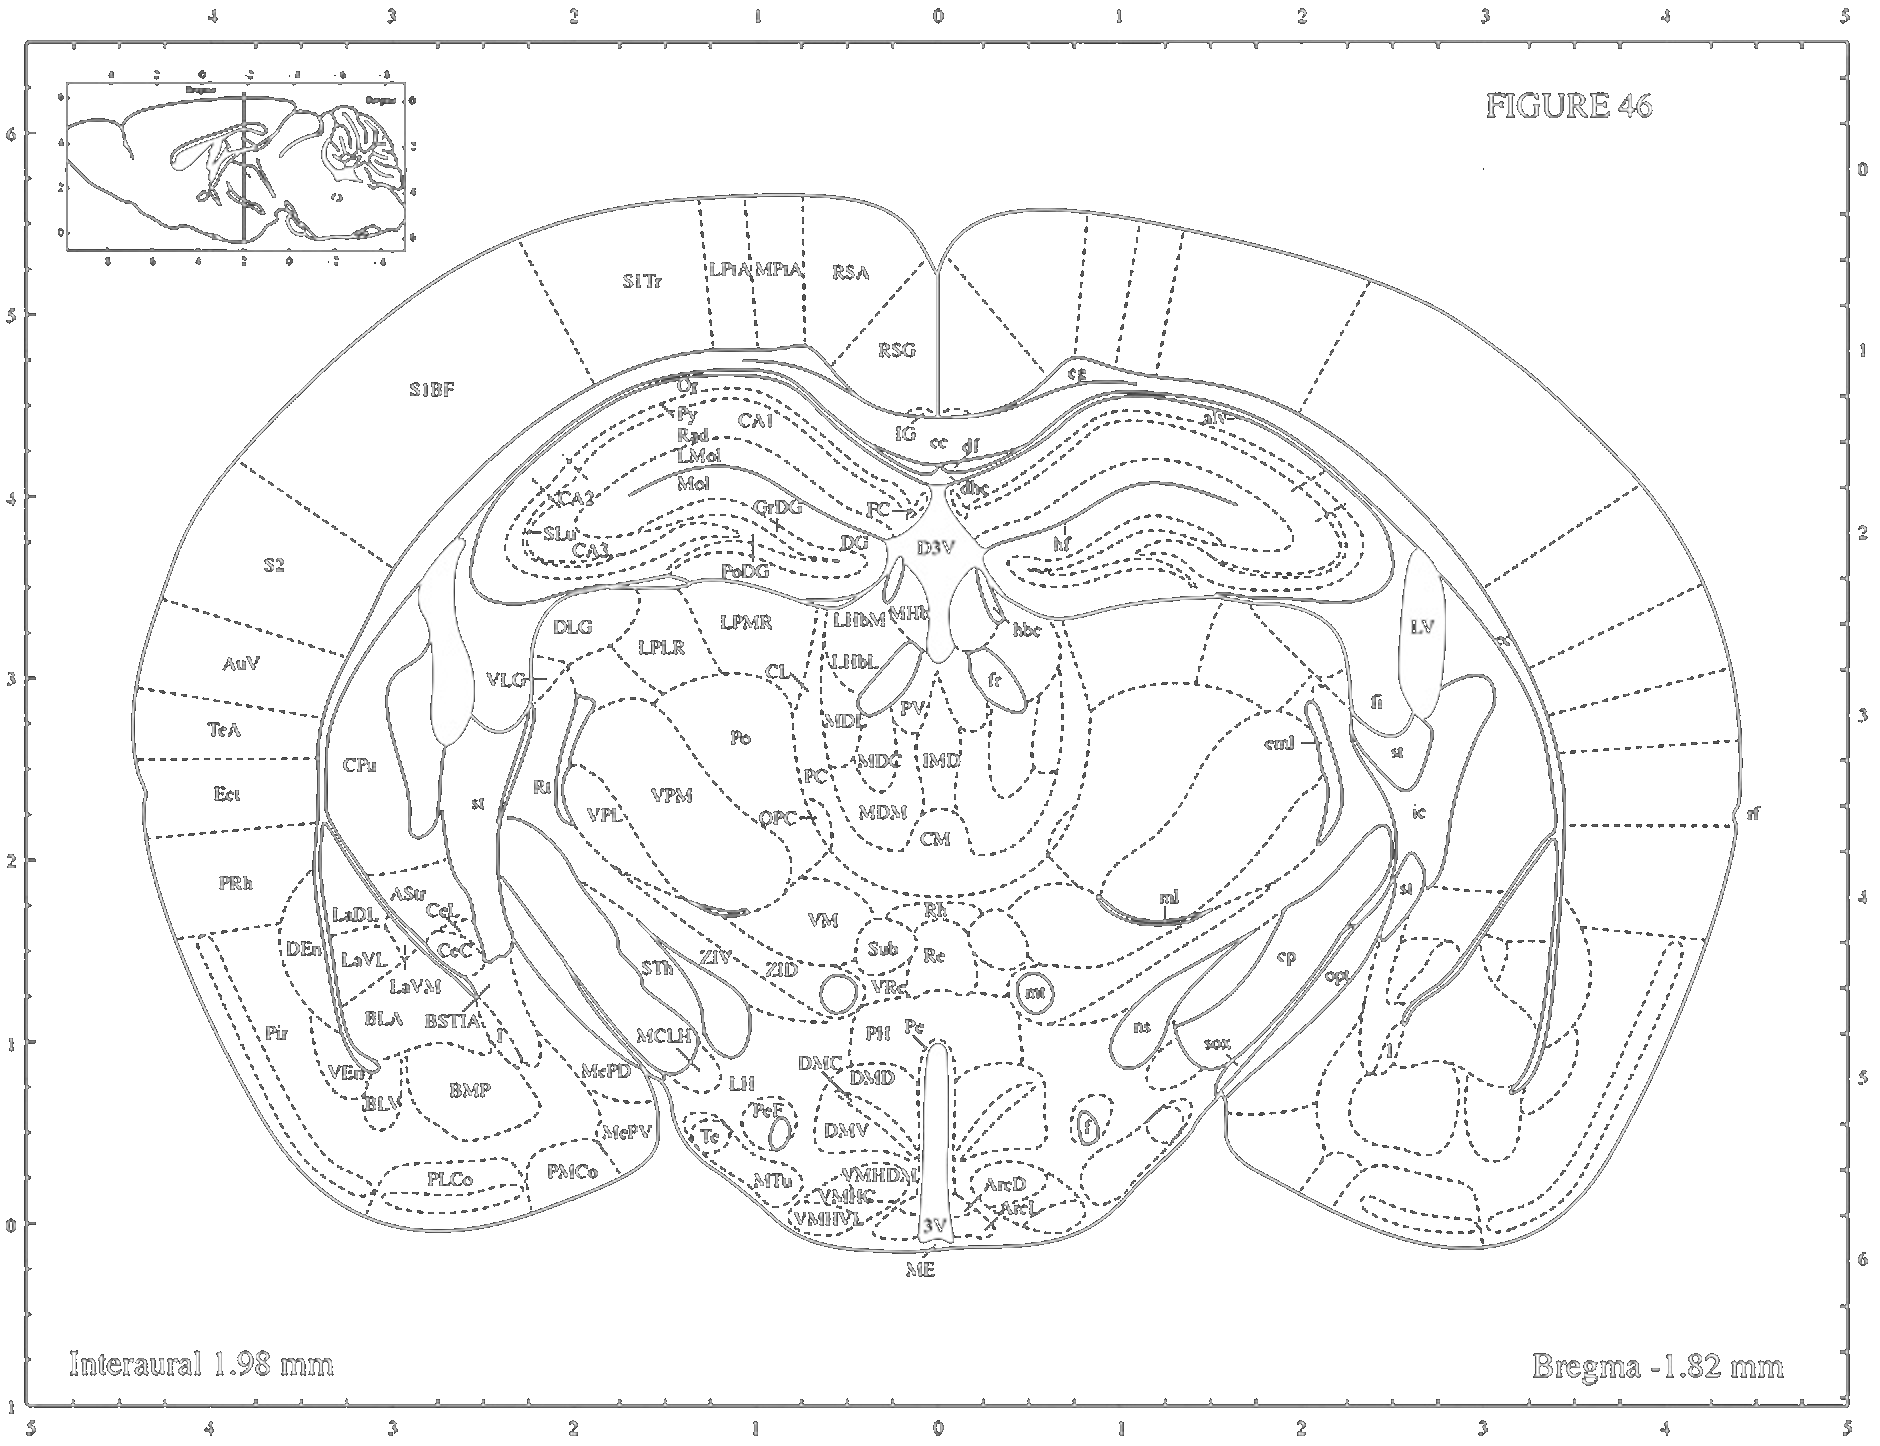 5 4 3 2 1 0 1 2 3 4 5
FIGURE 46
Bregma
Bregma
6
5
4
3
2
1
0
1
0
1
2
3
4
5
6
S1Tr LPtA MPtA RSA
RSG
S1BF
cg
Or
Py CA1
alv
Rad
IG cc df
LMol
Mol
dhc
CA2
GrDG FC
SLu
CA3
DG D3V hf
S2
PoDG
DLG LPMR LHbM MHb hbc LV
LPLR
AuV LHbL
VLG CL fr fi
MDL PV
TeA
Po eml st
CPu MDC IMD
PC
Ect st Rt VPL VPM
OPC MDM ic rf
CM
PRh
AStr st
LaDL CeL VM Rh ml
DEn CeC Sub Re cp
LaVL STh ZIV ZID opt
LaVM VRe mt
BLA BSTIA
Pir MCLH PH Pe ns sox
I I
VEn MePD DMC DMD
BMP LH
BLV PeF
MePV Te DMV f
PLCo PMCo MTu VMHDM ArcD
VMHC ArcL
VMHVL 3V
ME
Interaural 1.98 mm
Bregma -1.82 mm
5 4 3 2 1 0 1 2 3 4 5